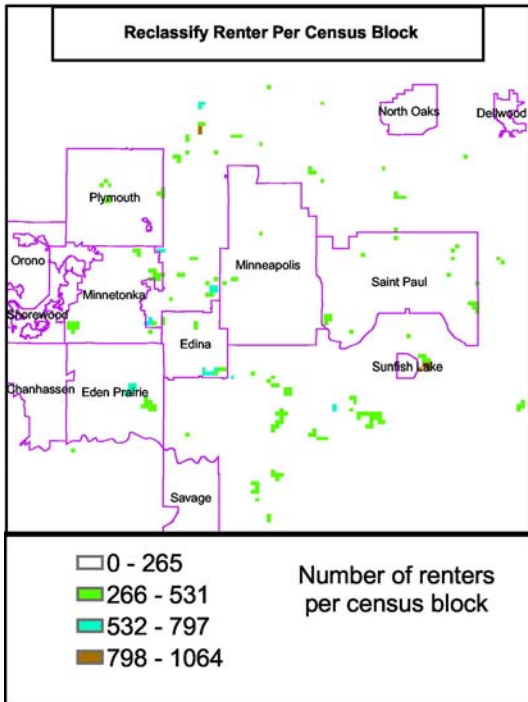 Reclassify Renter Per Census Block
North Oaks
Dellwood
Plymouth
Orono
Minneapolis
Saint Paul
Minnetonka
Shorewood
Edina
Sunfish Lake
Chanhassen
Eden Prairie
Savage
0 - 265
266 - 531
532 - 797
798 - 1064
Number of renters
per census block